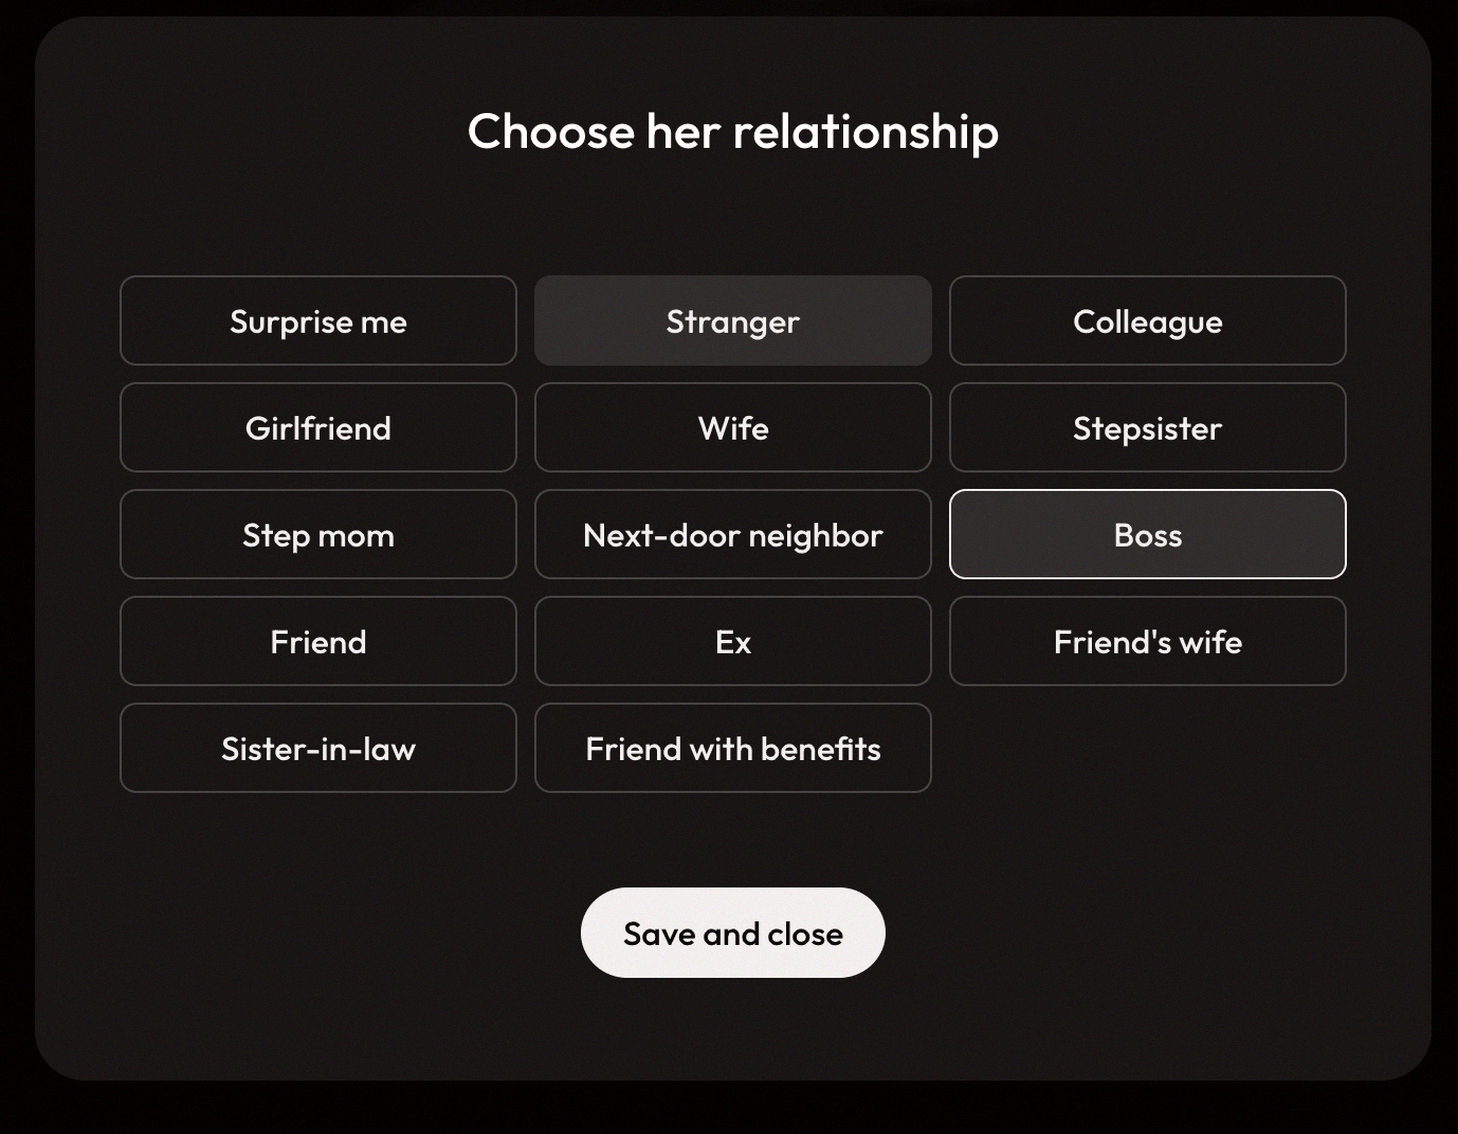 Choose her relationship
Surprise me
Stranger
Colleague
Girlfriend
Wife
Stepsister
Step mom
Next-door neighbor
Boss
Friend
Ex
Friend's wife
Sister-in-law
Friend with benefits
Save and close